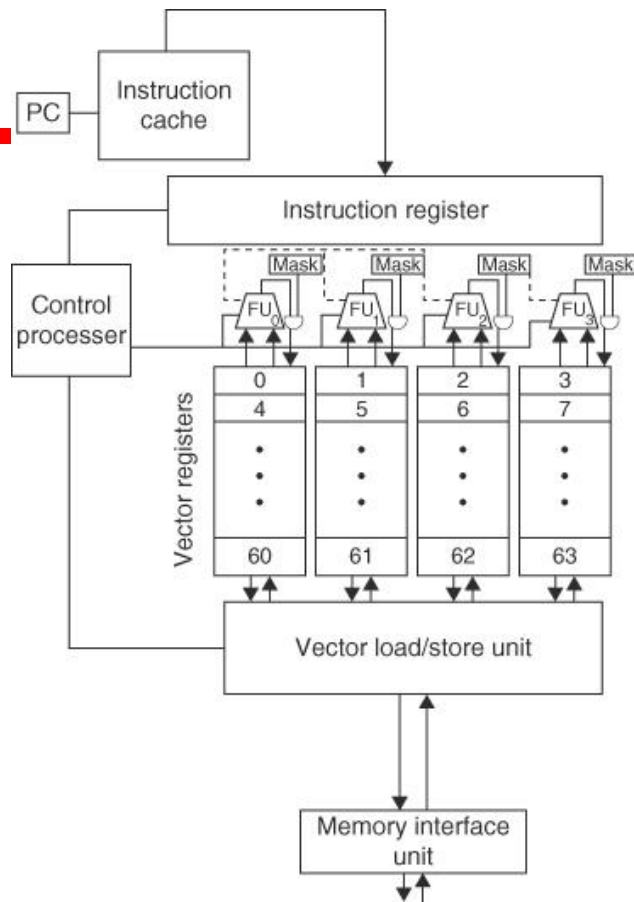 Instruction
cache
PC
Instruction register
Mask Mask Mask Mask
Control
processer
FU0 FU1 FU2 FU3
Vector registers
0 1 2 3
4 5 6 7
60 61 62 63
Vector load/store unit
Memory interface
unit